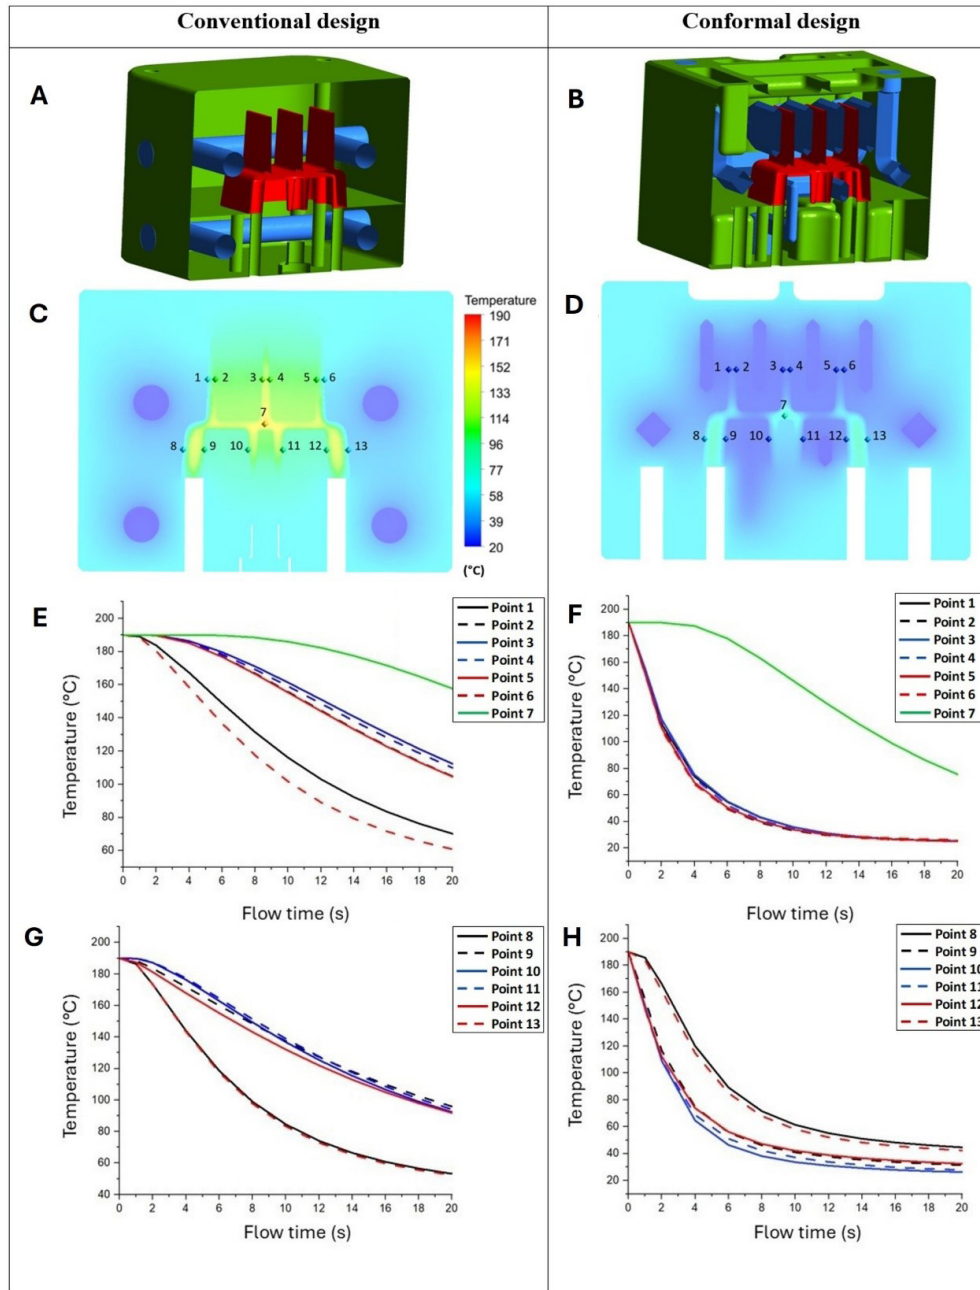 Conventional design
Conformal design
A
B
C
Temperature
190
171
152
133
114
96
77
58
39
20
(°C)
1 2 3 4 5 6
7
8 9 10 11 12 13
D
1 2 3 4 5 6
7
8 9 10 11 12 13
E
Temperature (°C)
200
180
160
140
120
100
80
60
0 2 4 6 8 10 12 14 16 18 20
Flow time (s)
Point 1
Point 2
Point 3
Point 4
Point 5
Point 6
Point 7
F
Temperature (°C)
200
180
160
140
120
100
80
60
40
20
0 2 4 6 8 10 12 14 16 18 20
Flow time (s)
Point 1
Point 2
Point 3
Point 4
Point 5
Point 6
Point 7
G
Temperature (°C)
200
180
160
140
120
100
80
60
40
0 2 4 6 8 10 12 14 16 18 20
Flow time (s)
Point 8
Point 9
Point 10
Point 11
Point 12
Point 13
H
Temperature (°C)
200
180
160
140
120
100
80
60
40
20
0 2 4 6 8 10 12 14 16 18 20
Flow time (s)
Point 8
Point 9
Point 10
Point 11
Point 12
Point 13